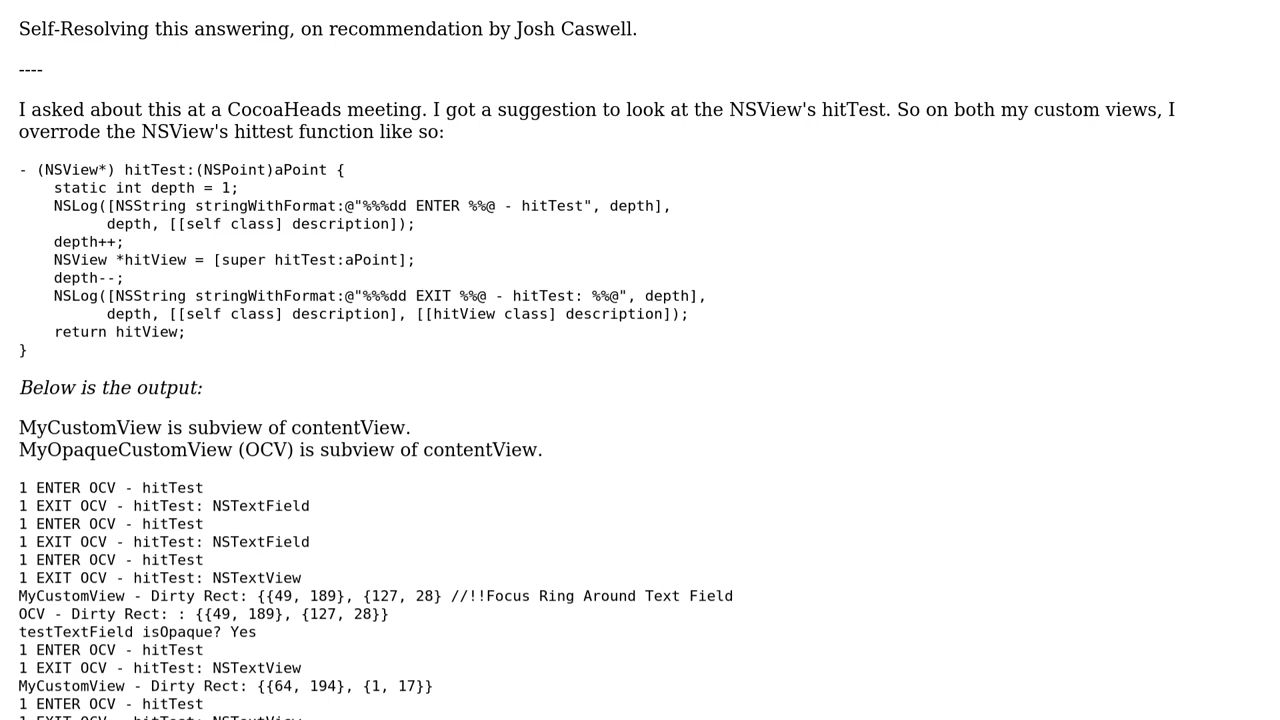 Self-Resolving this answering, on recommendation by Josh Caswell.
----
I asked about this at a CocoaHeads meeting. I got a suggestion to look at the NSView's hitTest. So on both my custom views, I
overrode the NSView's hittest function like so:
- (NSView*) hitTest:(NSPoint)aPoint {
    static int depth = 1;
    NSLog([NSString stringWithFormat:@"%%%dd ENTER %%@ - hitTest", depth],
          depth, [[self class] description]);
    depth++;
    NSView *hitView = [super hitTest:aPoint];
    depth--;
    NSLog([NSString stringWithFormat:@"%%%dd EXIT %%@ - hitTest: %%@", depth],
          depth, [[self class] description], [[hitView class] description]);
    return hitView;
}
Below is the output:
MyCustomView is subview of contentView.
MyOpaqueCustomView (OCV) is subview of contentView.
1 ENTER OCV - hitTest
1 EXIT OCV - hitTest: NSTextField
1 ENTER OCV - hitTest
1 EXIT OCV - hitTest: NSTextField
1 ENTER OCV - hitTest
1 EXIT OCV - hitTest: NSTextView
MyCustomView - Dirty Rect: {{49, 189}, {127, 28} //!!Focus Ring Around Text Field
OCV - Dirty Rect: : {{49, 189}, {127, 28}}
testTextField isOpaque? Yes
1 ENTER OCV - hitTest
1 EXIT OCV - hitTest: NSTextView
MyCustomView - Dirty Rect: {{64, 194}, {1, 17}}
1 ENTER OCV - hitTest
1 EXIT OCV - hitTest: NSTextView